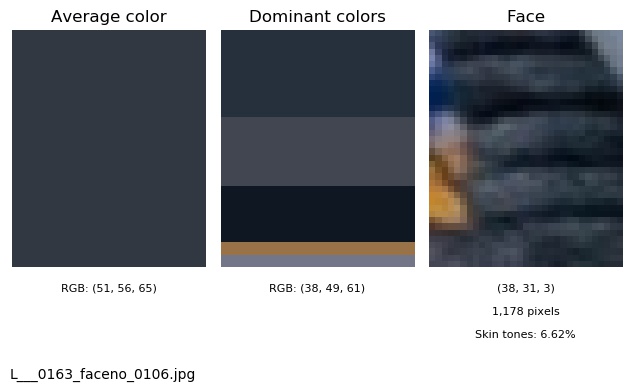 Average color
Dominant colors
Face
RGB: (51, 56, 65)
RGB: (38, 49, 61)
(38, 31, 3)
1,178 pixels
Skin tones: 6.62%
L___0163_faceno_0106.jpg